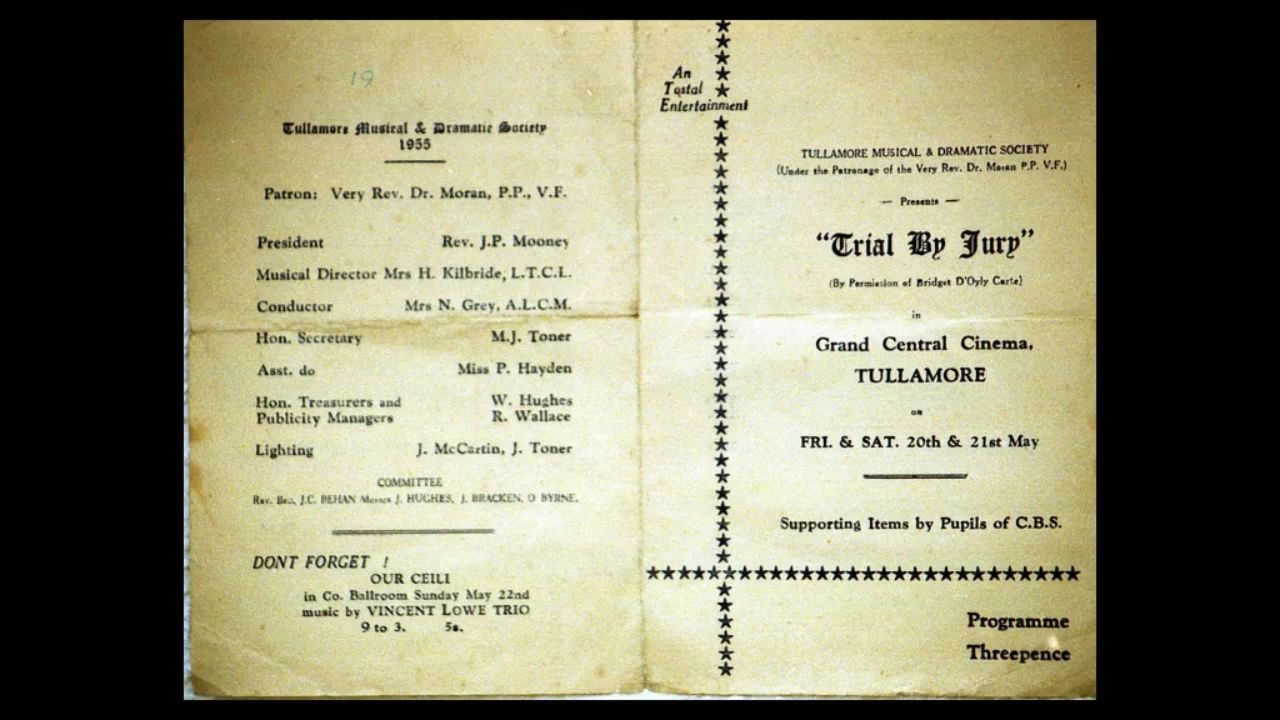 19
Tullamore Musical & Dramatic Society
1955
Patron: Very Rev. Dr. Moran, P.P., V.F.
President Rev. J.P. Mooney
Musical Director Mrs H. Kilbride, L.T.C.L.
Conductor Mrs N. Grey, A.L.C.M.
Hon. Secretary M.J. Toner
Asst. do Miss P. Hayden
Hon. Treasurers and W. Hughes
Publicity Managers R. Wallace
Lighting J. McCartin, J. Toner
COMMITTEE
Rev. Bro. J.C. BEHAN Messrs J. HUGHES, J. BRACKEN, O BYRNE.
DONT FORGET !
OUR CEILI
in Co. Ballroom Sunday May 22nd
music by VINCENT LOWE TRIO
9 to 3. 5s.
An
Tostal
Entertainment
TULLAMORE MUSICAL & DRAMATIC SOCIETY
(Under the Patronage of the Very Rev. Dr. Moran P.P. V.F.)
— Presents —
"Trial By Jury"
(By Permission of Bridget D'Oyly Carte)
in
Grand Central Cinema,
TULLAMORE
on
FRI. & SAT. 20th & 21st May
Supporting Items by Pupils of C.B.S.
Programme
Threepence